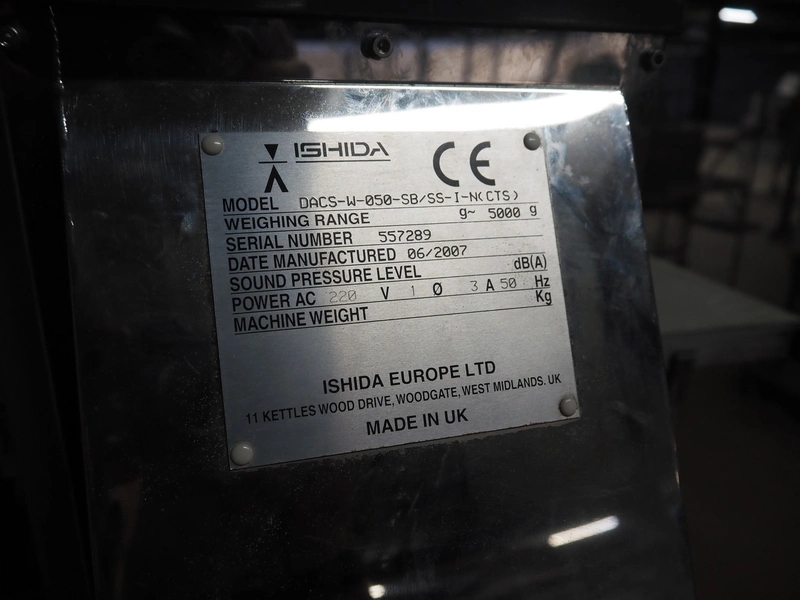 ISHIDA CE
MODEL DACS-W-050-SB/SS-I-N(CTS)
WEIGHING RANGE g~ 5000 g
SERIAL NUMBER 557289
DATE MANUFACTURED 06/2007
SOUND PRESSURE LEVEL dB(A)
POWER AC 220 V 1 Ø 3 A 50 Hz
MACHINE WEIGHT Kg
ISHIDA EUROPE LTD
11 KETTLES WOOD DRIVE, WOODGATE, WEST MIDLANDS. UK
MADE IN UK